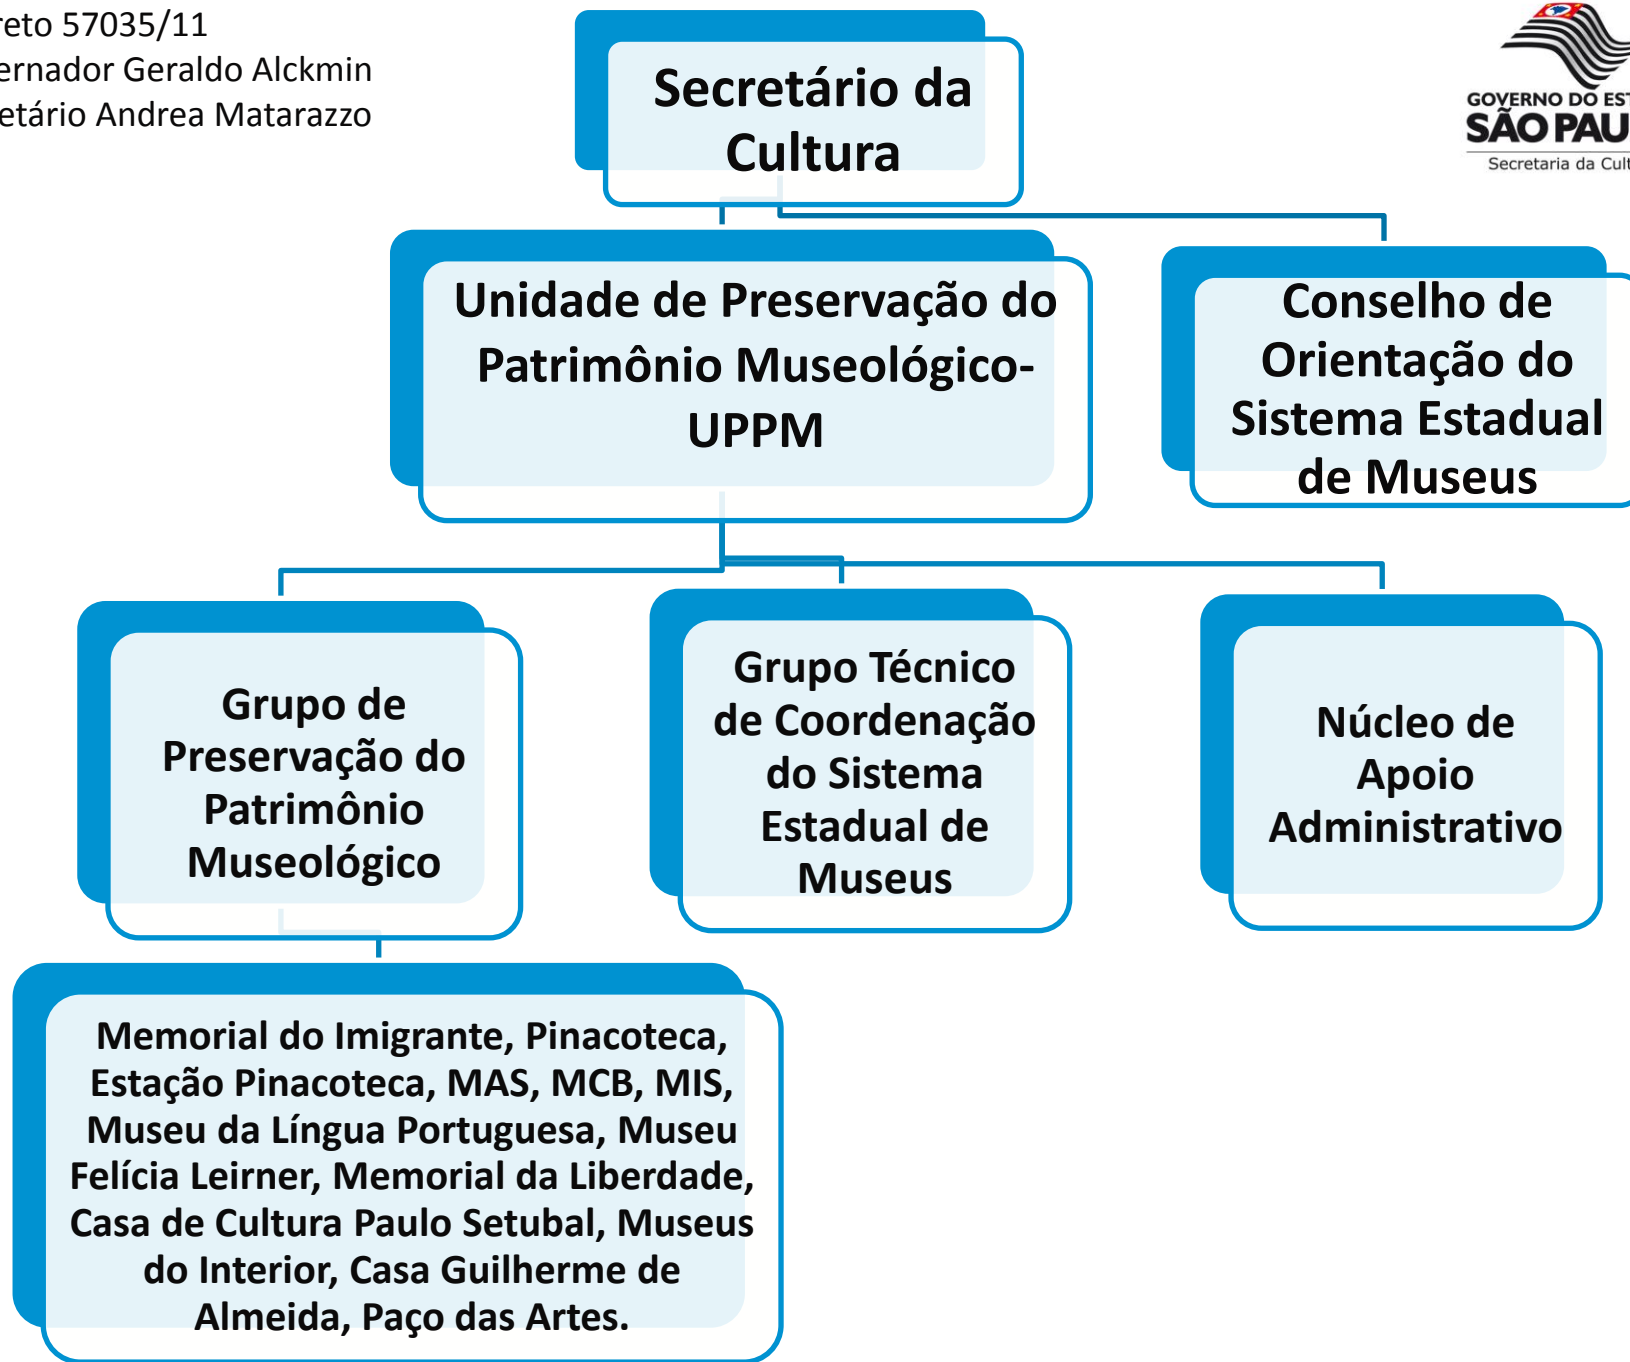 reto 57035/11
ernador Geraldo Alckmin
etário Andrea Matarazzo
GOVERNO DO EST
SÃO PAU
Secretaria da Cult
Secretário da
Cultura
Unidade de Preservação do
Patrimônio Museológico-
UPPM
Conselho de
Orientação do
Sistema Estadual
de Museus
Grupo de
Preservação do
Patrimônio
Museológico
Grupo Técnico
de Coordenação
do Sistema
Estadual de
Museus
Núcleo de
Apoio
Administrativo
Memorial do Imigrante, Pinacoteca,
Estação Pinacoteca, MAS, MCB, MIS,
Museu da Língua Portuguesa, Museu
Felícia Leirner, Memorial da Liberdade,
Casa de Cultura Paulo Setubal, Museus
do Interior, Casa Guilherme de
Almeida, Paço das Artes.